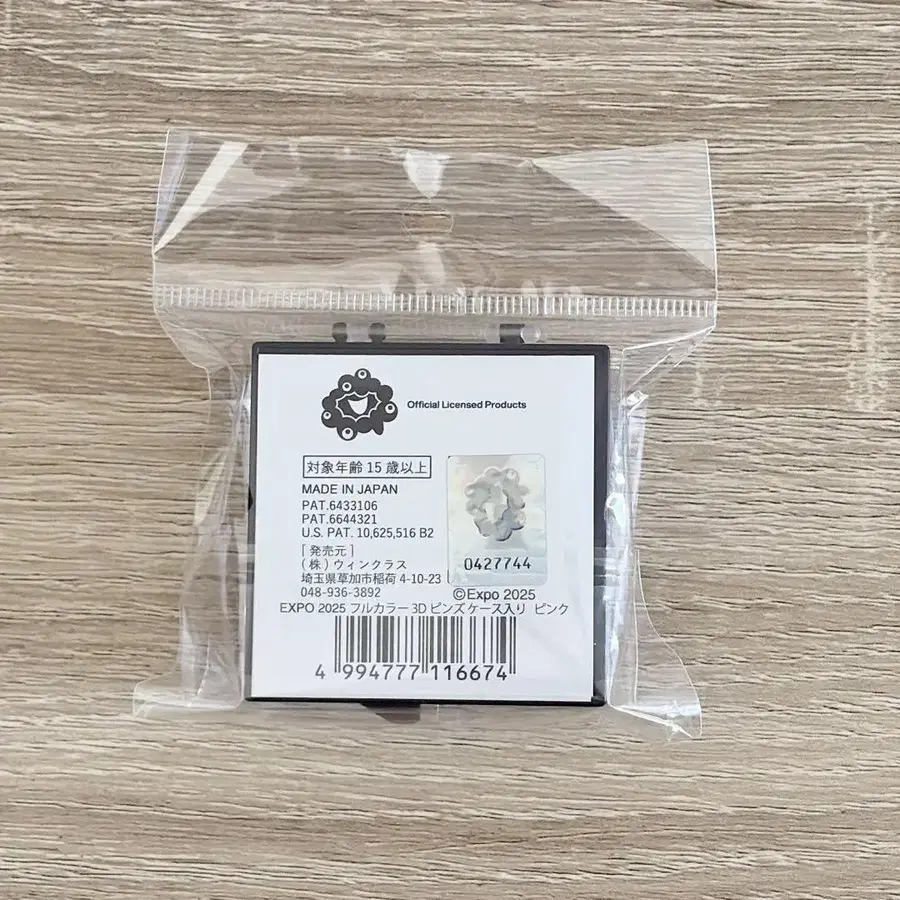 Official Licensed Products
対象年齢 15 歳以上
MADE IN JAPAN
PAT.6433106
PAT.6644321
U.S. PAT. 10,625,516 B2
[ 発売元 ]
(株) ウィンクラス
埼玉県草加市稲荷 4-10-23
048-936-3892
0427744
©Expo 2025
EXPO 2025 フルカラー 3D ピンズ ケース入り ピンク
4 994777 116674